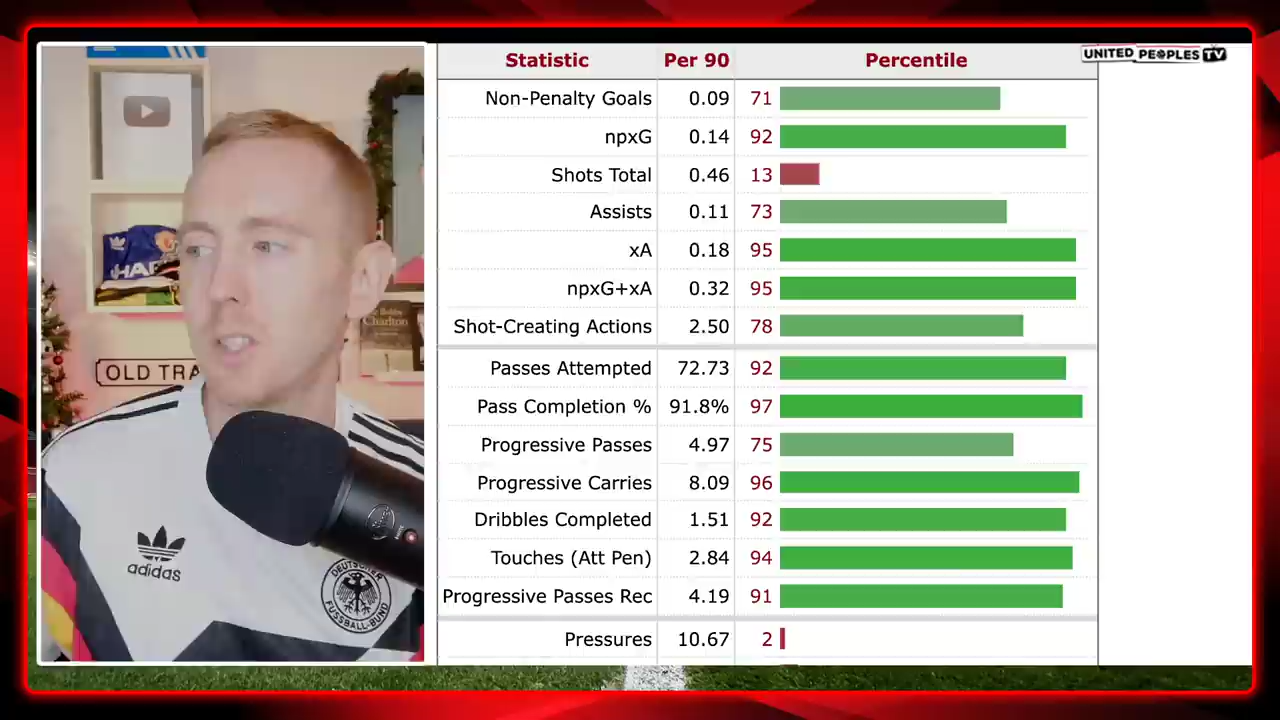 Statistic Per 90 Percentile
UNITED PEOPLES TV
Non-Penalty Goals 0.09 71
npxG 0.14 92
Shots Total 0.46 13
Assists 0.11 73
xA 0.18 95
npxG+xA 0.32 95
Shot-Creating Actions 2.50 78
Passes Attempted 72.73 92
Pass Completion % 91.8% 97
Progressive Passes 4.97 75
Progressive Carries 8.09 96
Dribbles Completed 1.51 92
Touches (Att Pen) 2.84 94
Progressive Passes Rec 4.19 91
Pressures 10.67 2
SHAR
Charlton
OLD TRA
adidas
DEUTSCHER
FUSSBALL-BUND